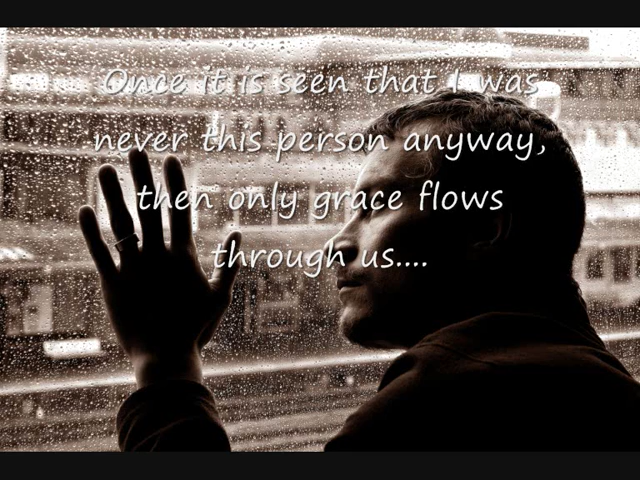 Once it is seen that I was
never this person anyway,
then only grace flows
through us....